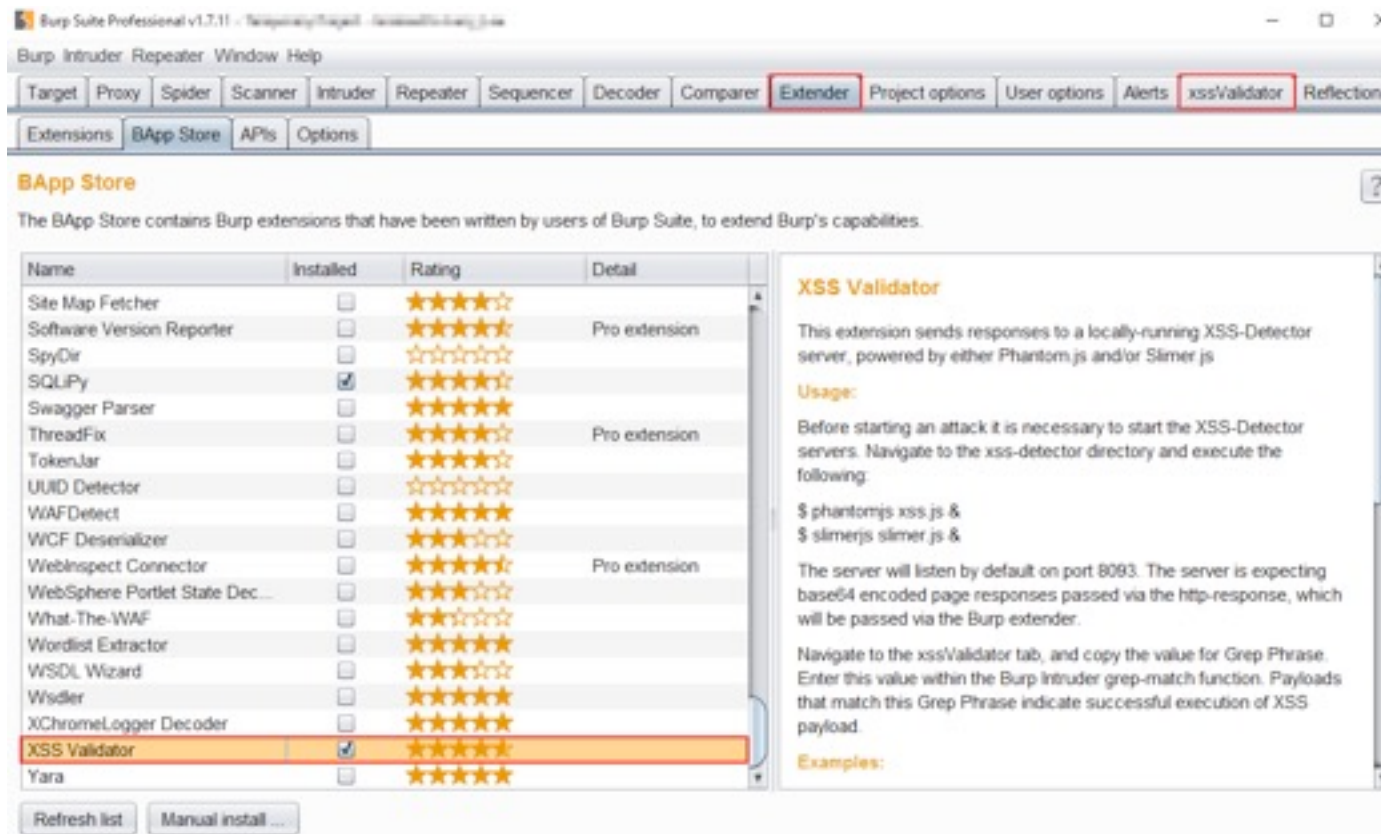 Burp Suite Professional v1.7.11 - Temporary Project -
Burp Intruder Repeater Window Help
Target Proxy Spider Scanner Intruder Repeater Sequencer Decoder Comparer Extender Project options User options Alerts xssValidator Reflection
Extensions BApp Store APIs Options
BApp Store
?
The BApp Store contains Burp extensions that have been written by users of Burp Suite, to extend Burp's capabilities.
Name Installed Rating Detail
Site Map Fetcher
Software Version Reporter Pro extension
SpyDir
SQLiPy
Swagger Parser
ThreadFix Pro extension
TokenJar
UUID Detector
WAFDetect
WCF Deserializer
WebInspect Connector Pro extension
WebSphere Portlet State Dec...
What-The-WAF
Wordlist Extractor
WSDL Wizard
Wsdler
XChromeLogger Decoder
XSS Validator
Yara
Refresh list Manual install ...
XSS Validator
This extension sends responses to a locally-running XSS-Detector
server, powered by either Phantom.js and/or Slimer.js
Usage:
Before starting an attack it is necessary to start the XSS-Detector
servers. Navigate to the xss-detector directory and execute the
following:
$ phantomjs xss.js &
$ slimerjs slimer.js &
The server will listen by default on port 8093. The server is expecting
base64 encoded page responses passed via the http-response, which
will be passed via the Burp extender.
Navigate to the xssValidator tab, and copy the value for Grep Phrase.
Enter this value within the Burp Intruder grep-match function. Payloads
that match this Grep Phrase indicate successful execution of XSS
payload.
Examples: